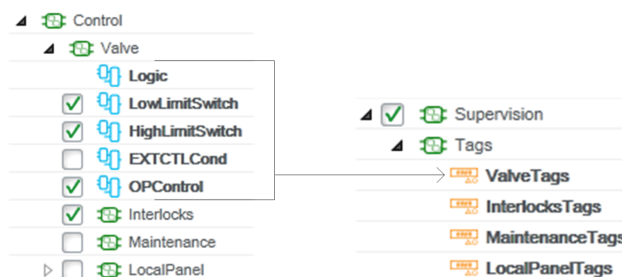 Control
Valve
Logic
LowLimitSwitch
HighLimitSwitch
EXTCTLCond
OPControl
Interlocks
Maintenance
LocalPanel
Supervision
Tags
ValveTags
InterlocksTags
MaintenanceTags
LocalPanelTags